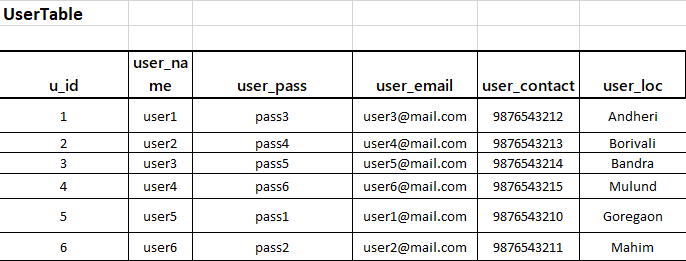 UserTable
user_na
u_id me user_pass user_email user_contact user_loc
1 user1 pass3 user3@mail.com 9876543212 Andheri
2 user2 pass4 user4@mail.com 9876543213 Borivali
3 user3 pass5 user5@mail.com 9876543214 Bandra
4 user4 pass6 user6@mail.com 9876543215 Mulund
5 user5 pass1 user1@mail.com 9876543210 Goregaon
6 user6 pass2 user2@mail.com 9876543211 Mahim